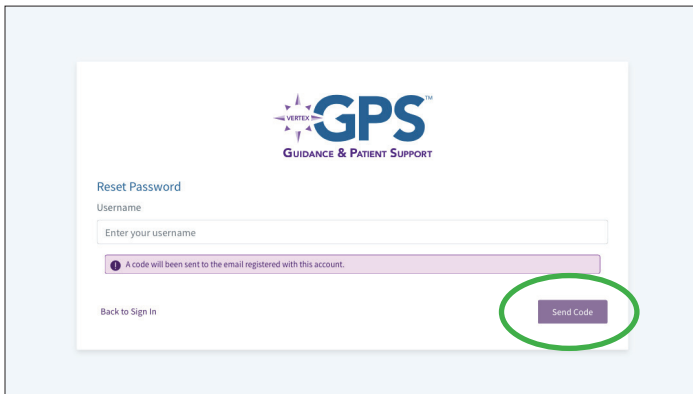 VERTEX GPS™
GUIDANCE & PATIENT SUPPORT
Reset Password
Username
Enter your username
! A code will been sent to the email registered with this account.
Back to Sign In
Send Code